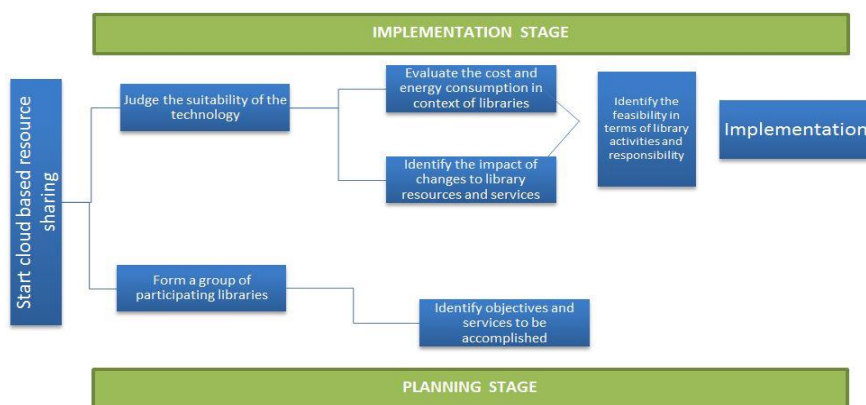 IMPLEMENTATION STAGE
Start cloud based resource
sharing
Judge the suitability of the
technology
Evaluate the cost and
energy consumption in
context of libraries
Identify the impact of
changes to library
resources and services
Identify the
feasibility in
terms of library
activities and
responsibility
Implementation
Form a group of
participating libraries
Identify objectives and
services to be
accomplished
PLANNING STAGE